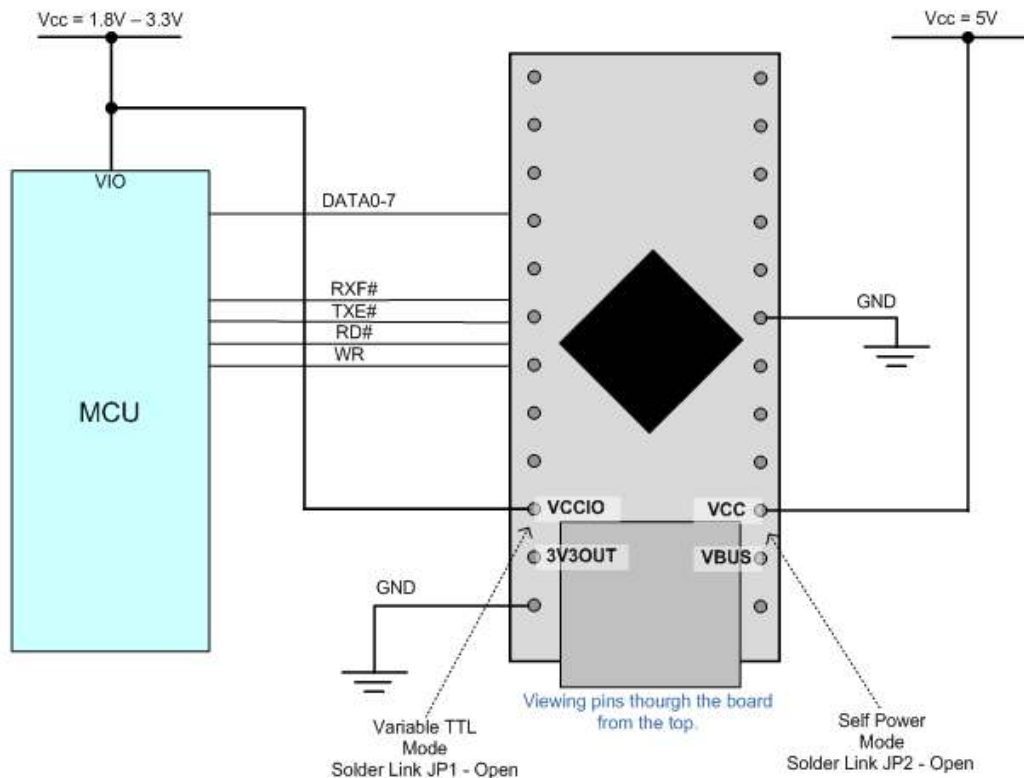 Vcc = 1.8V – 3.3V
Vcc = 5V
VIO
DATA0-7
RXF#
TXE#
RD#
WR
GND
MCU
VCCIO
VCC
3V3OUT
VBUS
GND
Viewing pins thourgh the board
from the top.
Variable TTL
Mode
Solder Link JP1 - Open
Self Power
Mode
Solder Link JP2 - Open